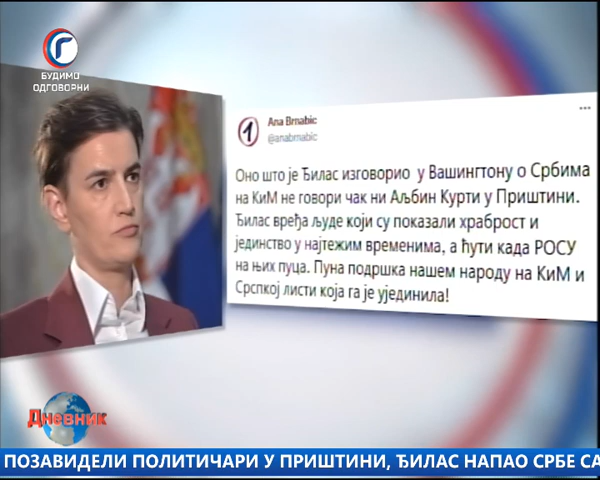 БУДИМО
ОДГОВОРНИ
Ana Brnabic
@anabrnabic
Оно што је Ђилас изговорио у Вашингтону о Србима
на КиМ не говори чак ни Аљбин Курти у Приштини.
Ђилас вређа људе који су показали храброст и
јединство у најтежим временима, а ћути када РОСУ
на њих пуца. Пуна подршка нашем народу на КиМ и
Српској листи која га је ујединила!
Дневник
ПОЗАВИДЕЛИ ПОЛИТИЧАРИ У ПРИШТИНИ, ЂИЛАС НАПАО СРБЕ СА